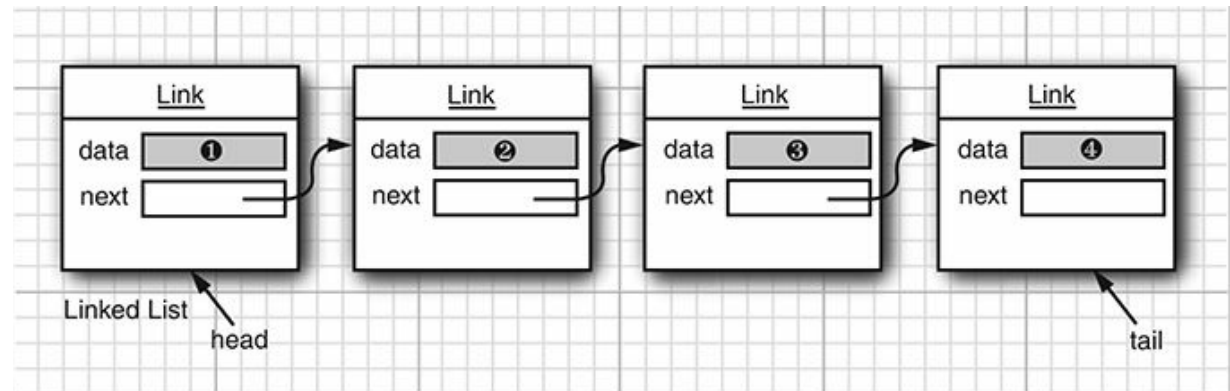 Link Link Link Link
data ❶ data ❷ data ❸ data ❹
next next next next
Linked List
head tail